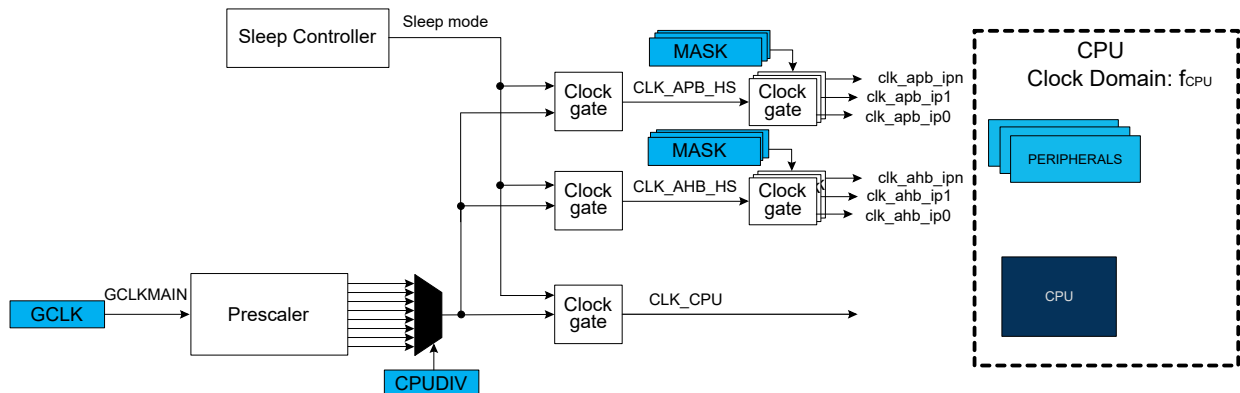 Sleep Controller
Sleep mode
MASK
Clock
gate
CLK_APB_HS
Clock
gate
clk_apb_ipn
clk_apb_ip1
clk_apb_ip0
MASK
Clock
gate
CLK_AHB_HS
Clock
gate
clk_ahb_ipn
clk_ahb_ip1
clk_ahb_ip0
GCLK
GCLKMAIN
Prescaler
CPUDIV
Clock
gate
CLK_CPU
CPU
Clock Domain: fCPU
PERIPHERALS
CPU